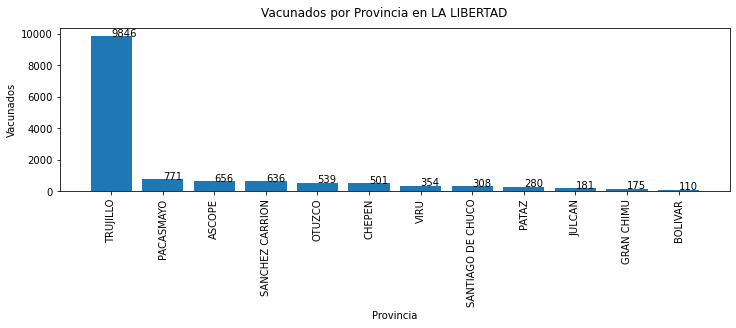 Vacunados por Provincia en LA LIBERTAD
Vacunados
10000
8000
6000
4000
2000
0
9846
771
656
636
539
501
354
308
280
181
175
110
TRUJILLO
PACASMAYO
ASCOPE
SANCHEZ CARRION
OTUZCO
CHEPEN
VIRU
SANTIAGO DE CHUCO
PATAZ
JULCAN
GRAN CHIMU
BOLIVAR
Provincia